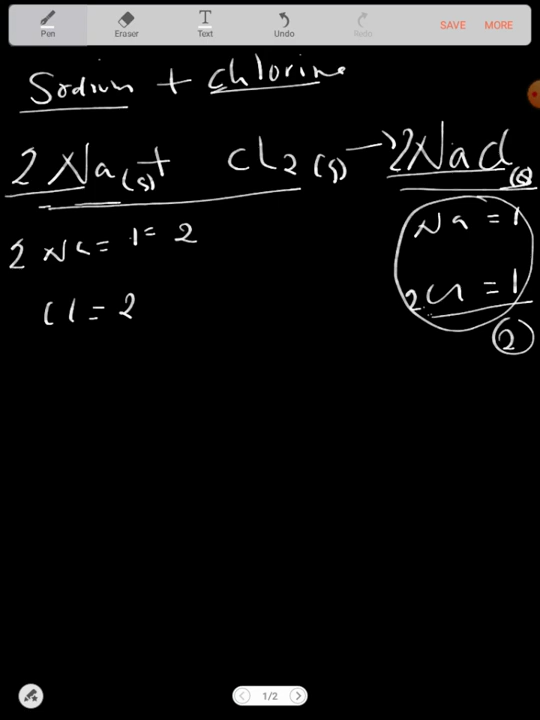 Pen Eraser Text Undo Redo SAVE MORE
Sodium + chlorine
2Na(s) + Cl2(g) → 2NaCl(s)
Na = 1
2 Na = 1 = 2
2 Cl = 1
Cl = 2
2
1/2